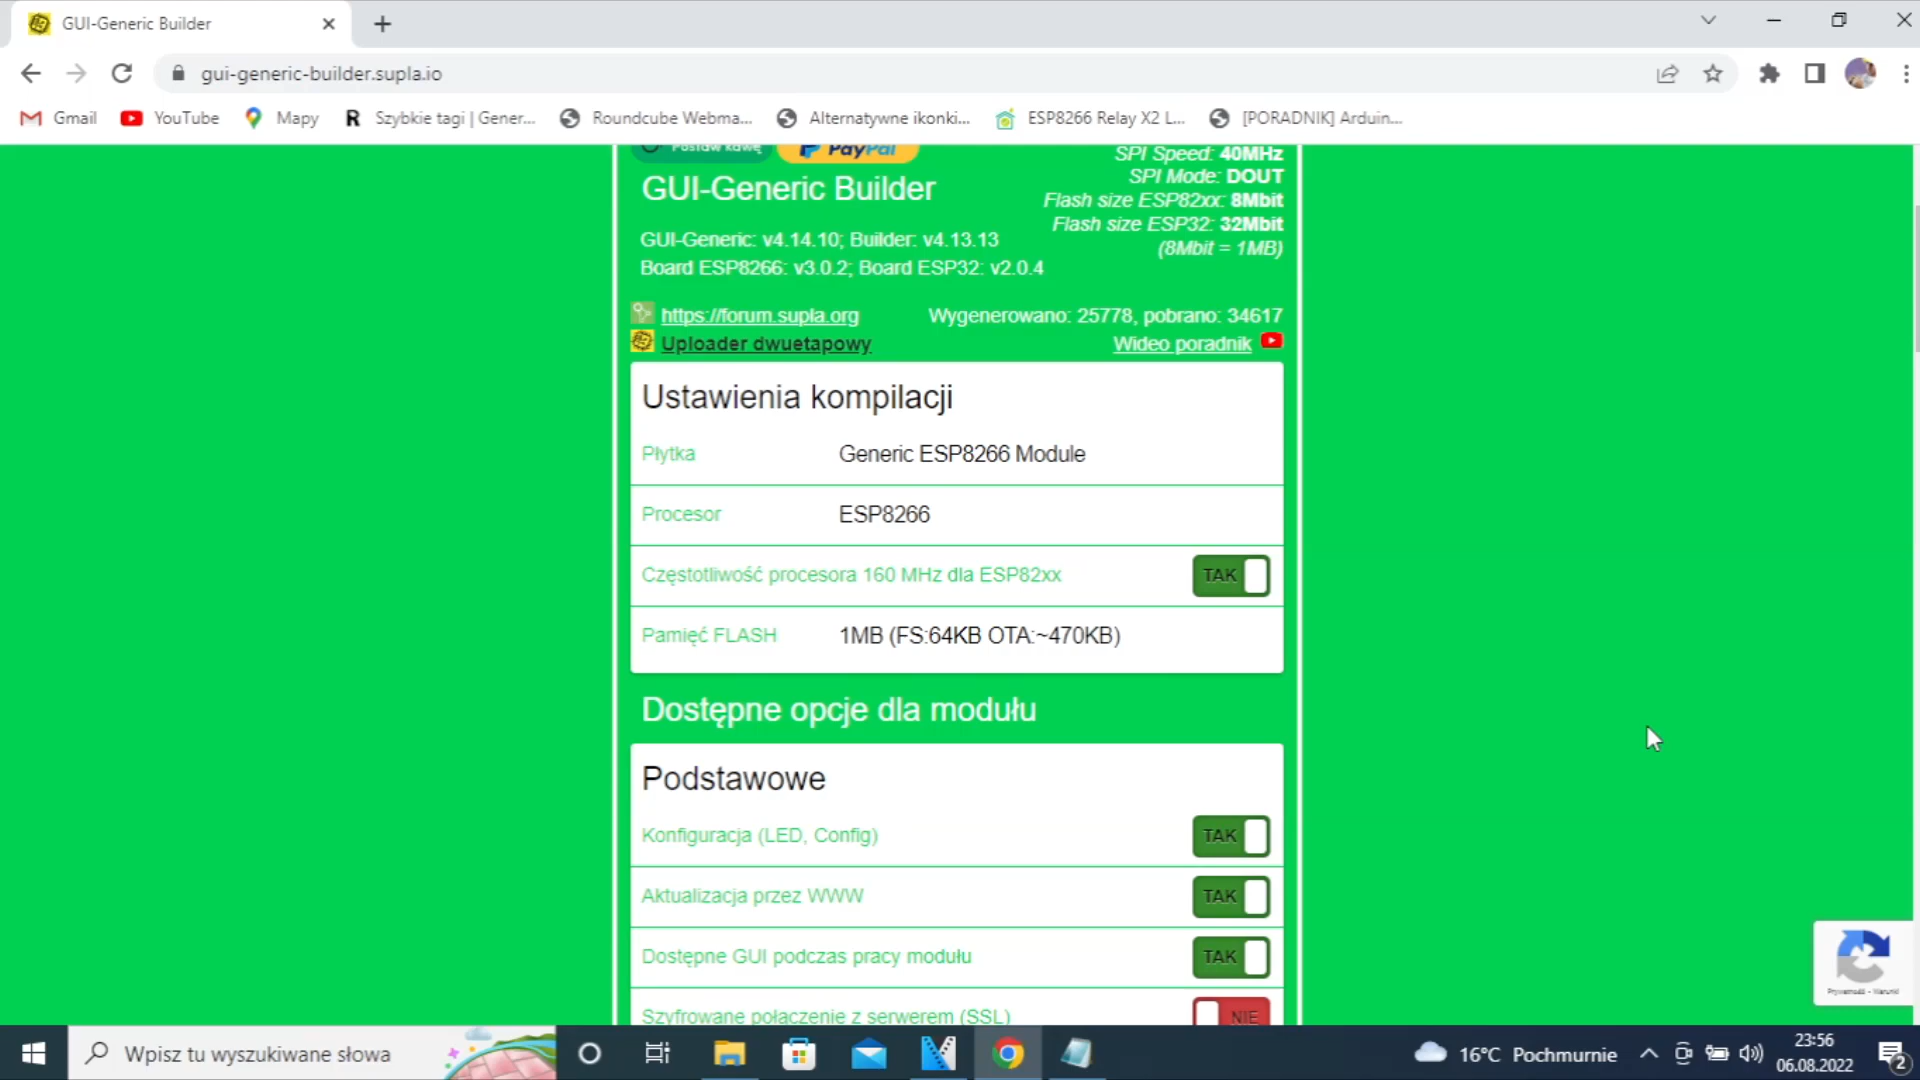 GUI-Generic Builder
gui-generic-builder.supla.io
Gmail YouTube Mapy Szybkie tagi | Gener... Roundcube Webma... Alternatywne ikonki... ESP8266 Relay X2 L... [PORADNIK] Arduin...
Postaw kawę PayPal
SPI Speed: 40MHz
SPI Mode: DOUT
Flash size ESP82xx: 8Mbit
Flash size ESP32: 32Mbit
(8Mbit = 1MB)
GUI-Generic Builder
GUI-Generic: v4.14.10; Builder: v4.13.13
Board ESP8266: v3.0.2; Board ESP32: v2.0.4
https://forum.supla.org Wygenerowano: 25778, pobrano: 34617
Uploader dwuetapowy Wideo poradnik
Ustawienia kompilacji
Płytka Generic ESP8266 Module
Procesor ESP8266
Częstotliwość procesora 160 MHz dla ESP82xx TAK
Pamięć FLASH 1MB (FS:64KB OTA:~470KB)
Dostępne opcje dla modułu
Podstawowe
Konfiguracja (LED, Config) TAK
Aktualizacja przez WWW TAK
Dostępne GUI podczas pracy modułu TAK
Szyfrowane połączenie z serwerem (SSL) NIE
Prywatność - Warunki
Wpisz tu wyszukiwane słowa
16°C Pochmurnie
23:56
06.08.2022
2